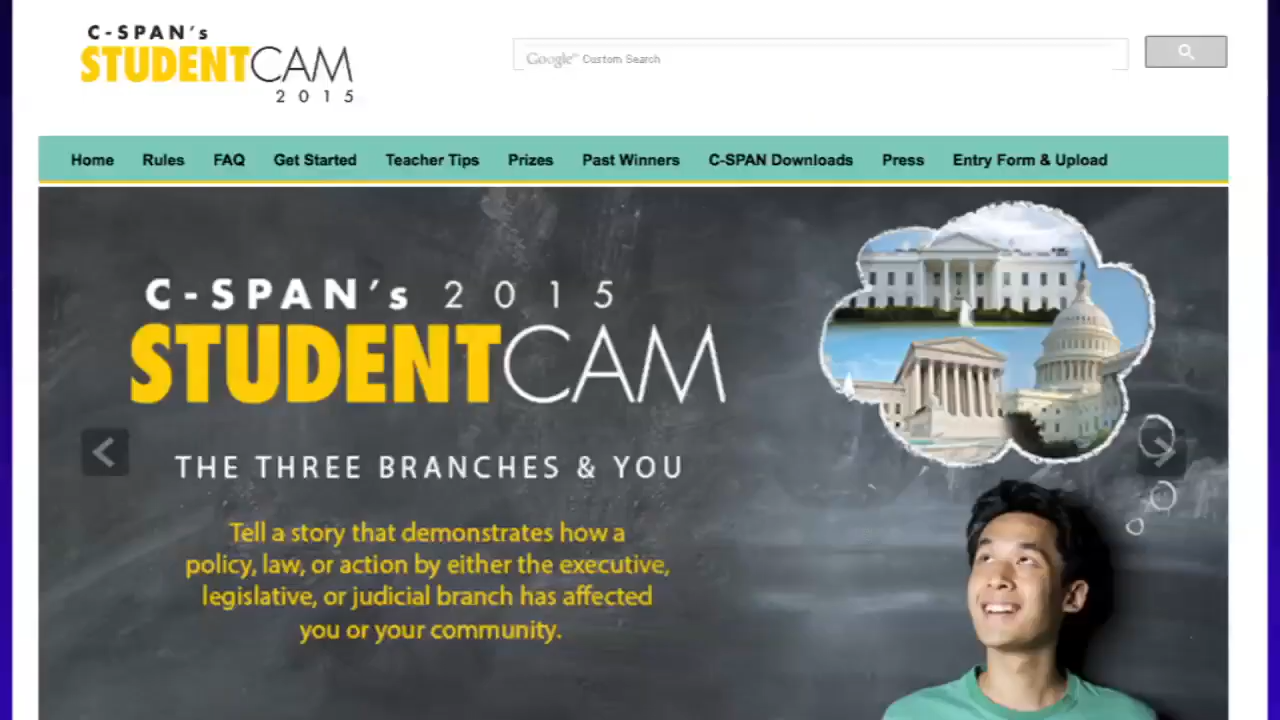 C-SPAN's
STUDENTCAM
2015
Google™ Custom Search
Home Rules FAQ Get Started Teacher Tips Prizes Past Winners C-SPAN Downloads Press Entry Form & Upload
C-SPAN's 2015
STUDENTCAM
THE THREE BRANCHES & YOU
Tell a story that demonstrates how a
policy, law, or action by either the executive,
legislative, or judicial branch has affected
you or your community.